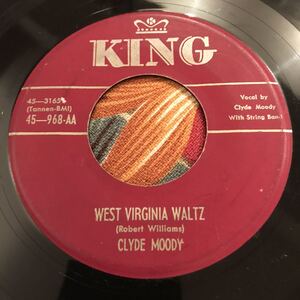 KING
45—3165
(Tannen-BMI)
45—968-AA
Vocal by
Clyde Moody
With String Band
WEST VIRGINIA WALTZ
(Robert Williams)
CLYDE MOODY